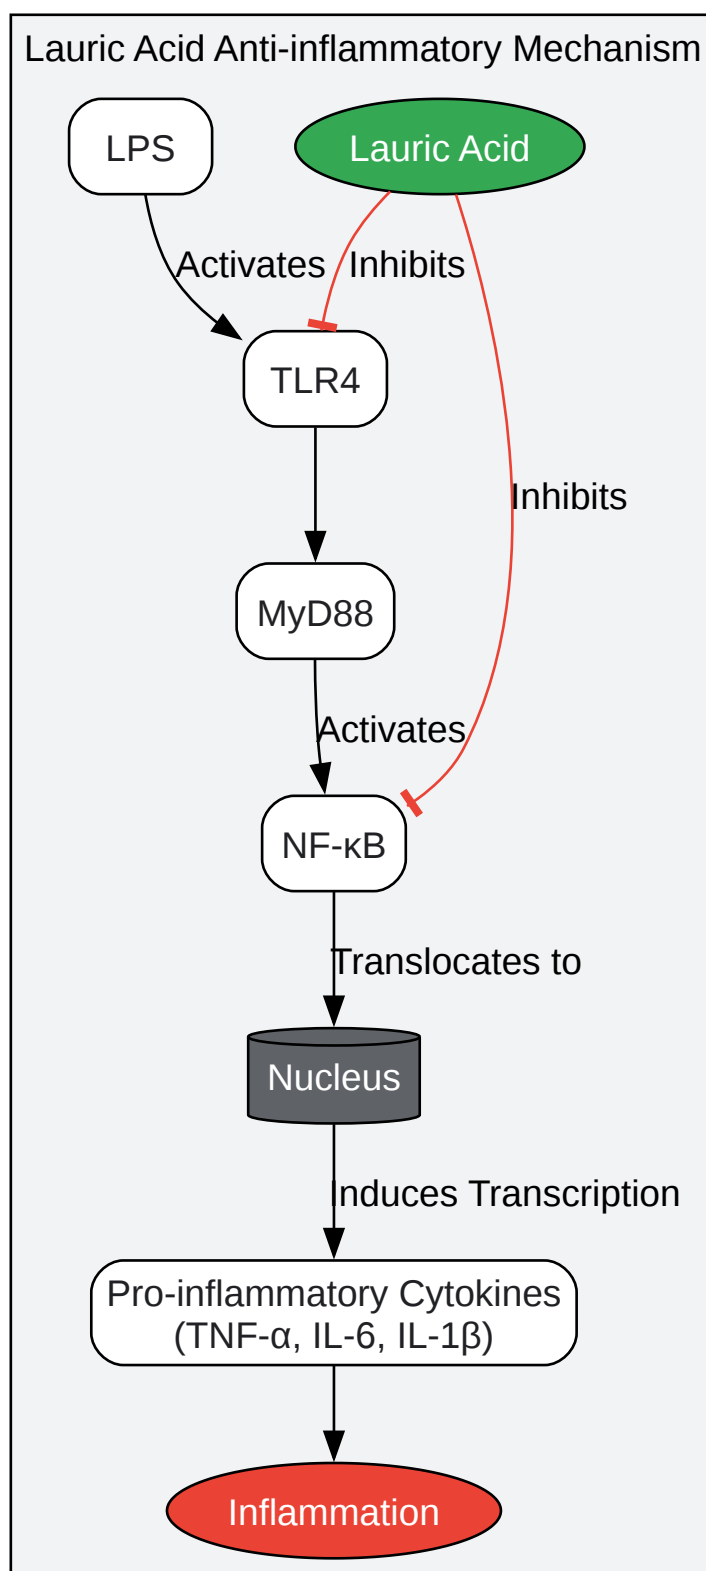 Lauric Acid Anti-inflammatory Mechanism
LPS
Lauric Acid
Activates
Inhibits
TLR4
Inhibits
MyD88
Activates
NF-κB
Translocates to
Nucleus
Induces Transcription
Pro-inflammatory Cytokines
(TNF-α, IL-6, IL-1β)
Inflammation